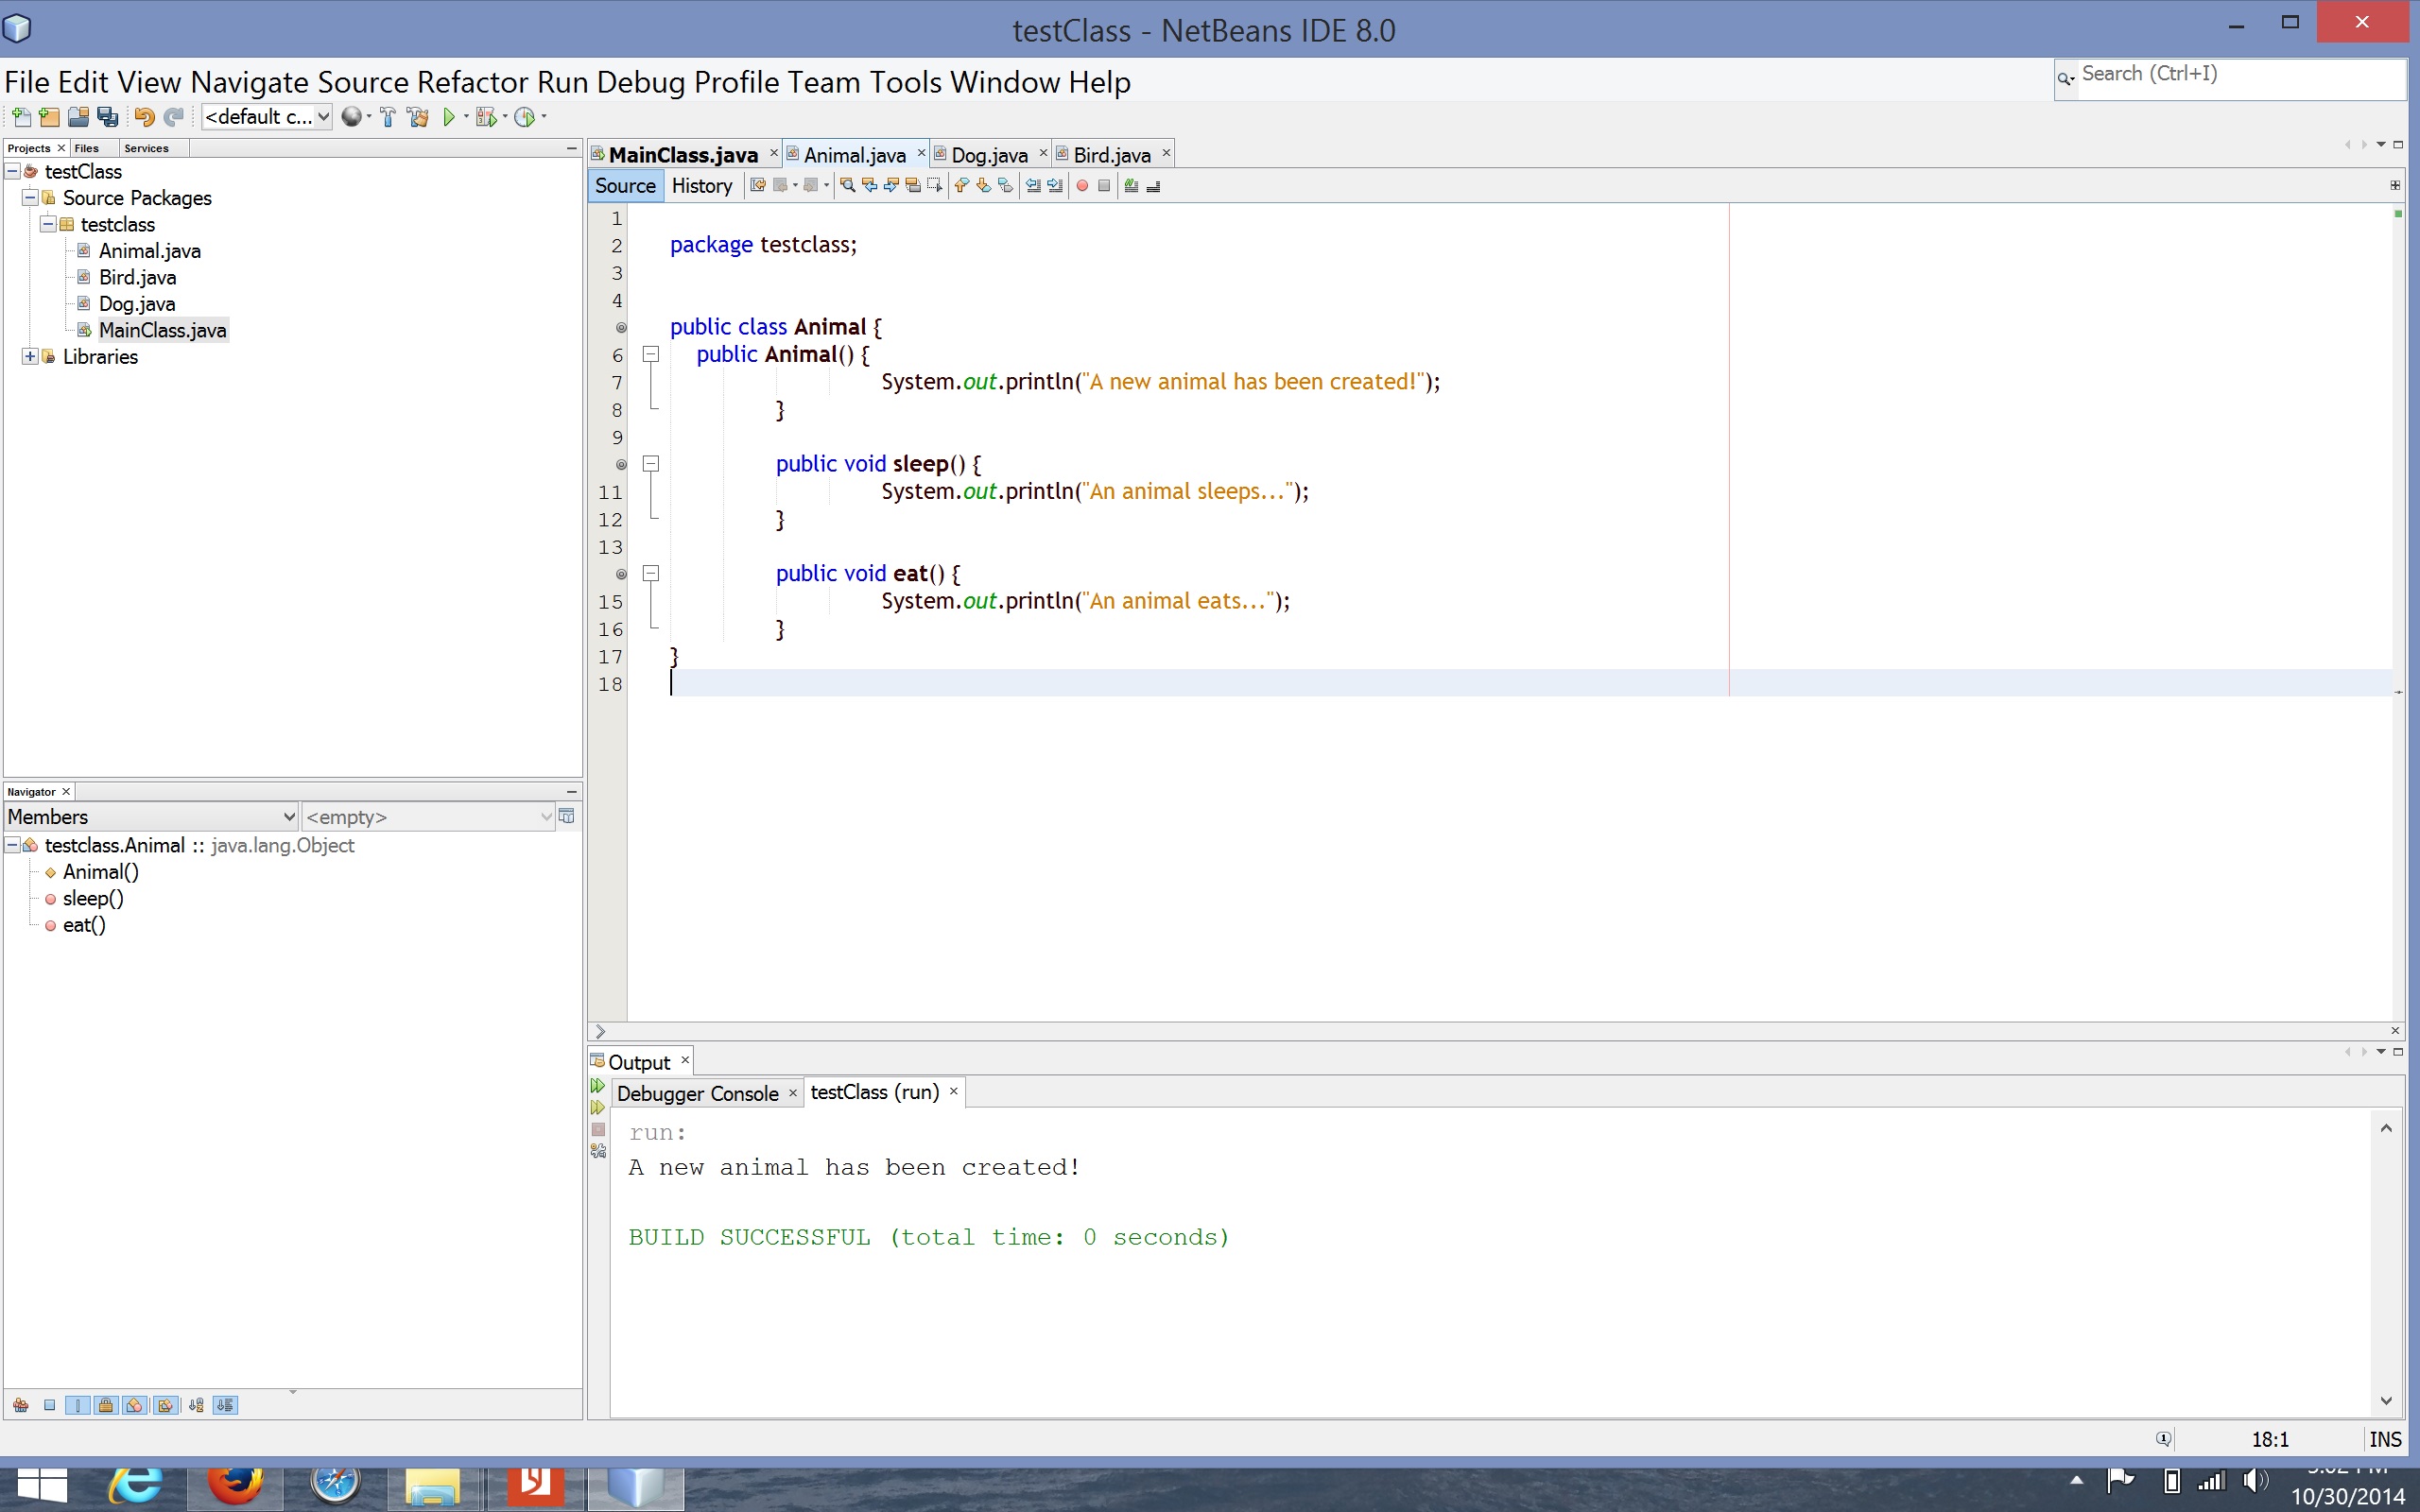 testClass - NetBeans IDE 8.0
File Edit View Navigate Source Refactor Run Debug Profile Team Tools Window Help
Search (Ctrl+I)
<default c...
Projects Files Services
testClass
Source Packages
testclass
Animal.java
Bird.java
Dog.java
MainClass.java
Libraries
MainClass.java Animal.java Dog.java Bird.java
Source History
1
2 package testclass;
3
4
public class Animal {
6 public Animal() {
7 System.out.println("A new animal has been created!");
8 }
9
public void sleep() {
11 System.out.println("An animal sleeps...");
12 }
13
public void eat() {
15 System.out.println("An animal eats...");
16 }
17 }
18
Navigator
Members <empty>
testclass.Animal :: java.lang.Object
Animal()
sleep()
eat()
Output
Debugger Console testClass (run)
run:
A new animal has been created!
BUILD SUCCESSFUL (total time: 0 seconds)
18:1 INS
10/30/2014